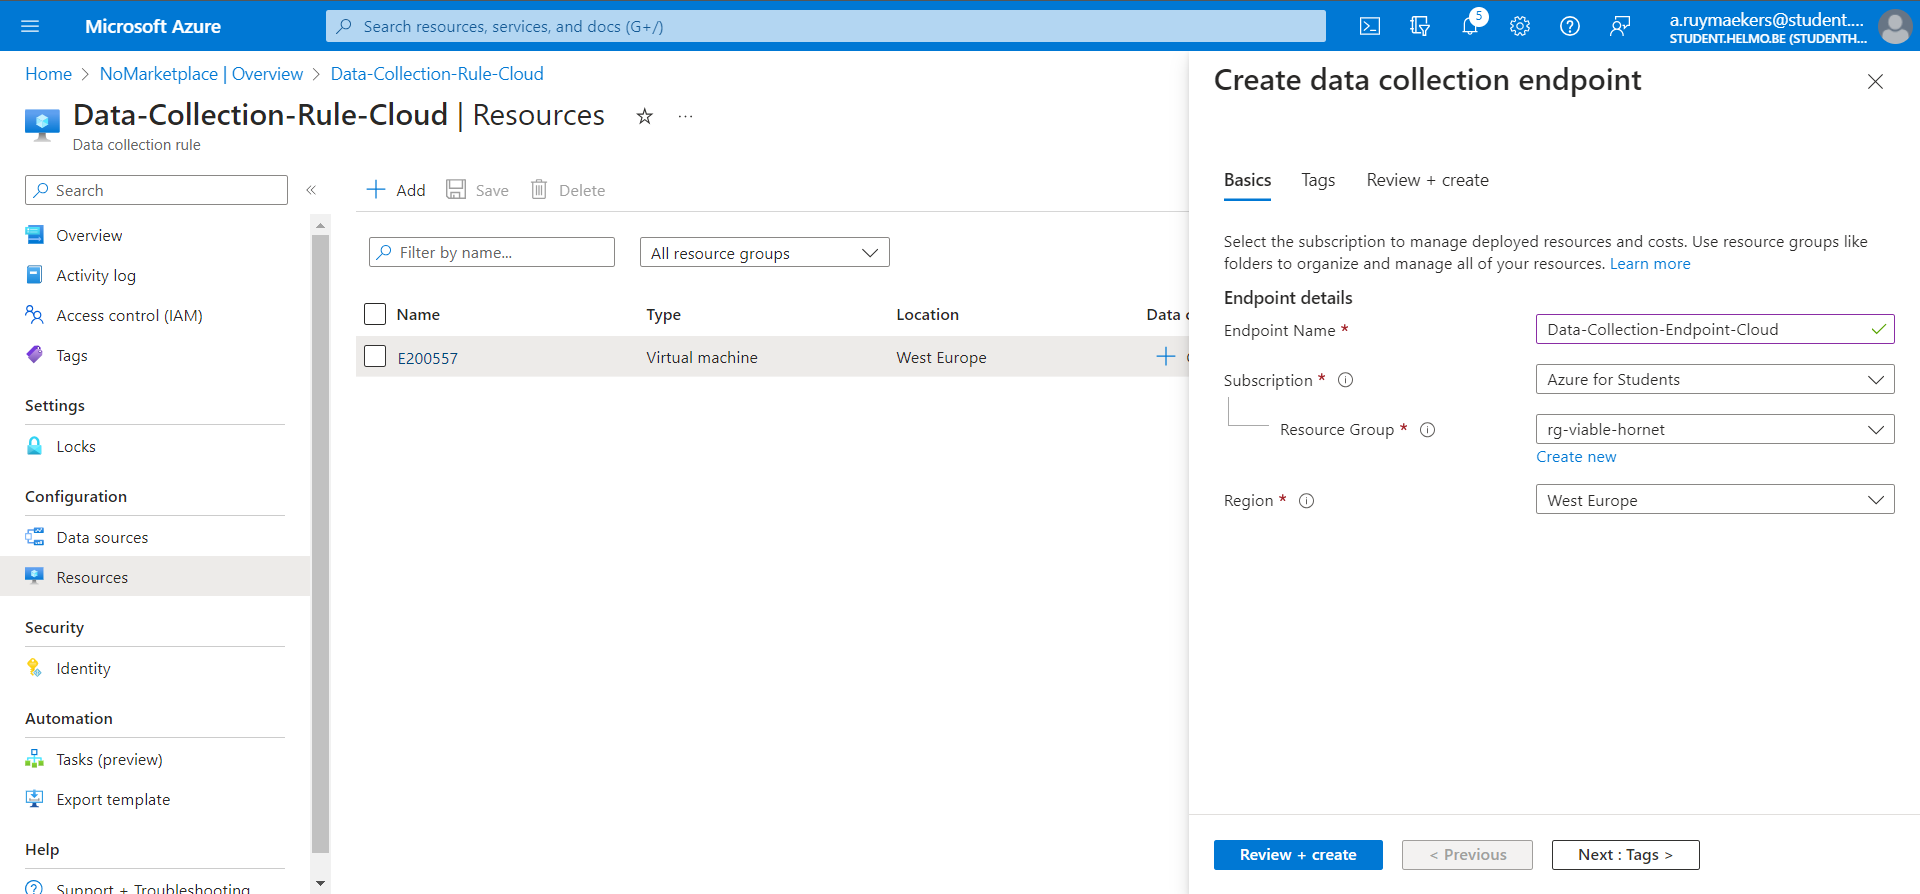 Microsoft Azure
Search resources, services, and docs (G+/)
5
a.ruymaekers@student....
STUDENT.HELMO.BE (STUDENTH...
Home > NoMarketplace | Overview > Data-Collection-Rule-Cloud
Data-Collection-Rule-Cloud | Resources
Data collection rule
Search
Overview
Activity log
Access control (IAM)
Tags
Settings
Locks
Configuration
Data sources
Resources
Security
Identity
Automation
Tasks (preview)
Export template
Help
Support + Troubleshooting
Add
Save
Delete
Filter by name...
All resource groups
Name Type Location Data
E200557 Virtual machine West Europe
Create data collection endpoint
Basics Tags Review + create
Select the subscription to manage deployed resources and costs. Use resource groups like
folders to organize and manage all of your resources. Learn more
Endpoint details
Endpoint Name * Data-Collection-Endpoint-Cloud
Subscription * Azure for Students
Resource Group * rg-viable-hornet
Create new
Region * West Europe
Review + create
< Previous
Next : Tags >